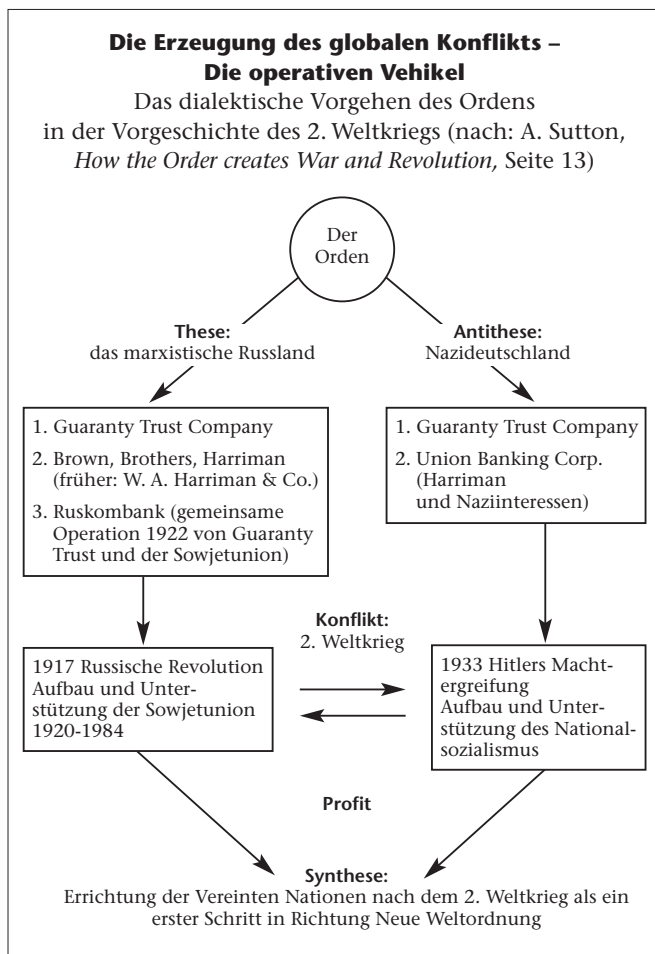 Die Erzeugung des globalen Konflikts –
Die operativen Vehikel
Das dialektische Vorgehen des Ordens
in der Vorgeschichte des 2. Weltkriegs (nach: A. Sutton,
How the Order creates War and Revolution, Seite 13)
Der
Orden
These:
das marxistische Russland
Antithese:
Nazideutschland
1. Guaranty Trust Company
2. Brown, Brothers, Harriman
(früher: W. A. Harriman & Co.)
3. Ruskombank (gemeinsame
Operation 1922 von Guaranty
Trust und der Sowjetunion)
1. Guaranty Trust Company
2. Union Banking Corp.
(Harriman
und Naziinteressen)
Konflikt:
2. Weltkrieg
1917 Russische Revolution
Aufbau und Unter-
stützung der Sowjetunion
1920-1984
1933 Hitlers Macht-
ergreifung
Aufbau und Unter-
stützung des National-
sozialismus
Profit
Synthese:
Errichtung der Vereinten Nationen nach dem 2. Weltkrieg als ein
erster Schritt in Richtung Neue Weltordnung